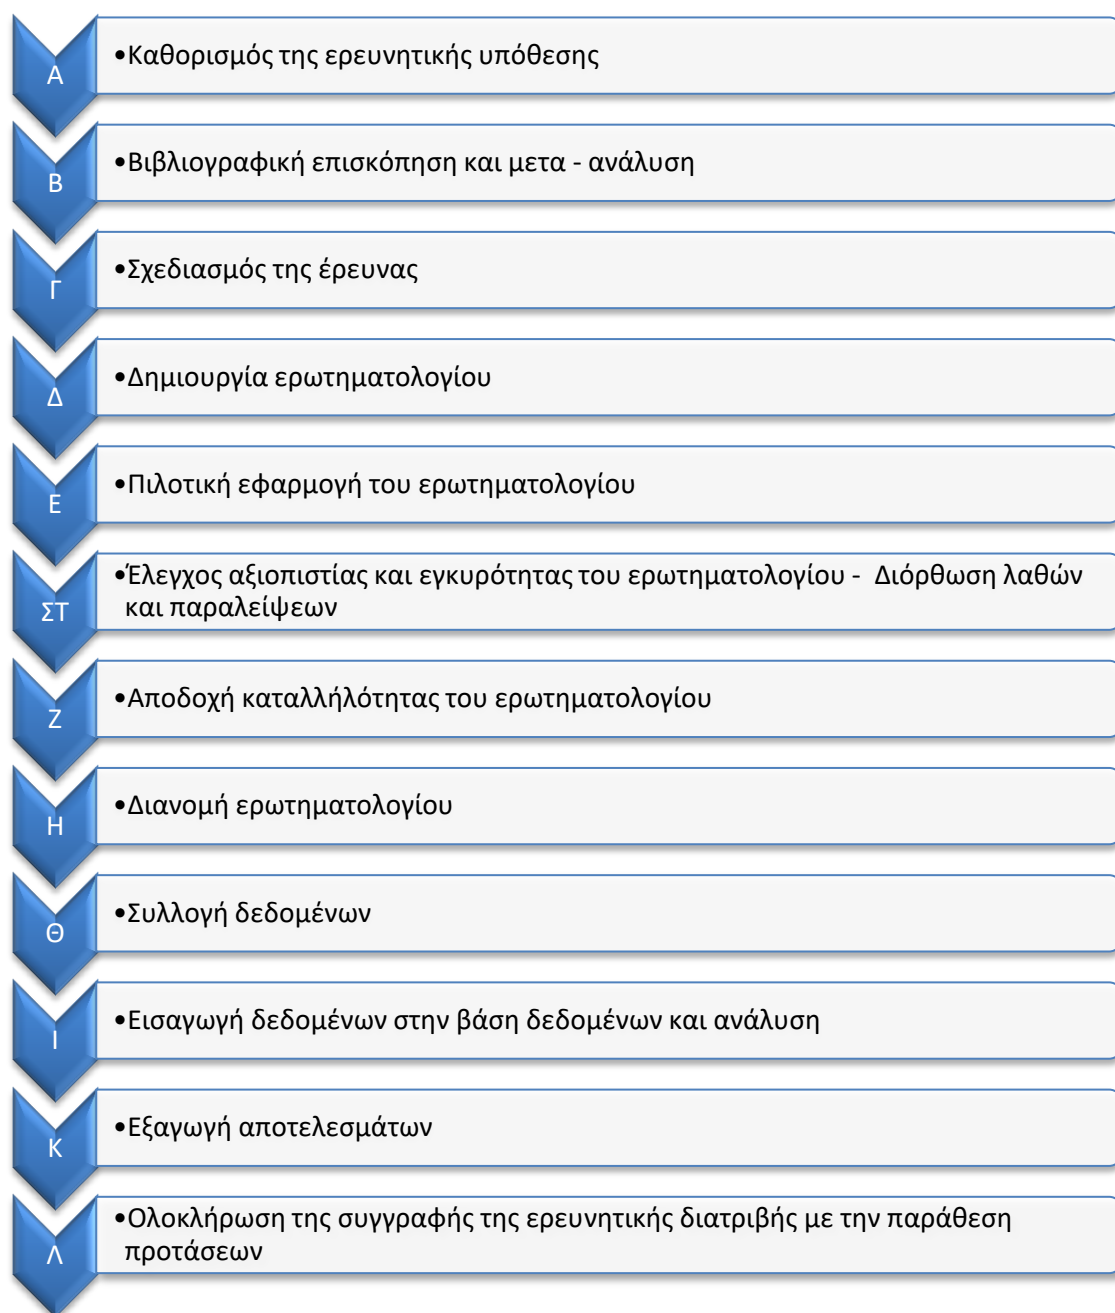 Α
•Καθορισμός της ερευνητικής υπόθεσης
Β
•Βιβλιογραφική επισκόπηση και μετα - ανάλυση
Γ
•Σχεδιασμός της έρευνας
Δ
•Δημιουργία ερωτηματολογίου
Ε
•Πιλοτική εφαρμογή του ερωτηματολογίου
ΣΤ
•Έλεγχος αξιοπιστίας και εγκυρότητας του ερωτηματολογίου - Διόρθωση λαθών
και παραλείψεων
Ζ
•Αποδοχή καταλλήλότητας του ερωτηματολογίου
Η
•Διανομή ερωτηματολογίου
Θ
•Συλλογή δεδομένων
Ι
•Εισαγωγή δεδομένων στην βάση δεδομένων και ανάλυση
Κ
•Εξαγωγή αποτελεσμάτων
Λ
•Ολοκλήρωση της συγγραφής της ερευνητικής διατριβής με την παράθεση
προτάσεων